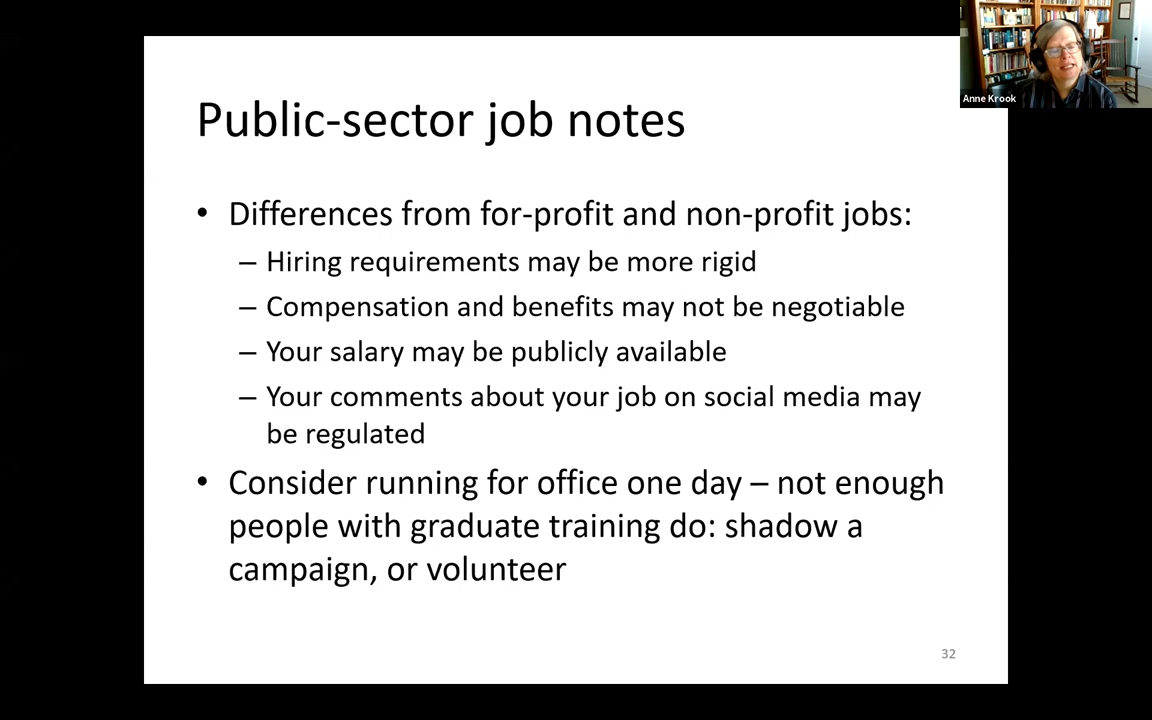 Public-sector job notes
• Differences from for-profit and non-profit jobs:
– Hiring requirements may be more rigid
– Compensation and benefits may not be negotiable
– Your salary may be publicly available
– Your comments about your job on social media may
be regulated
• Consider running for office one day – not enough
people with graduate training do: shadow a
campaign, or volunteer
32
Anne Krook